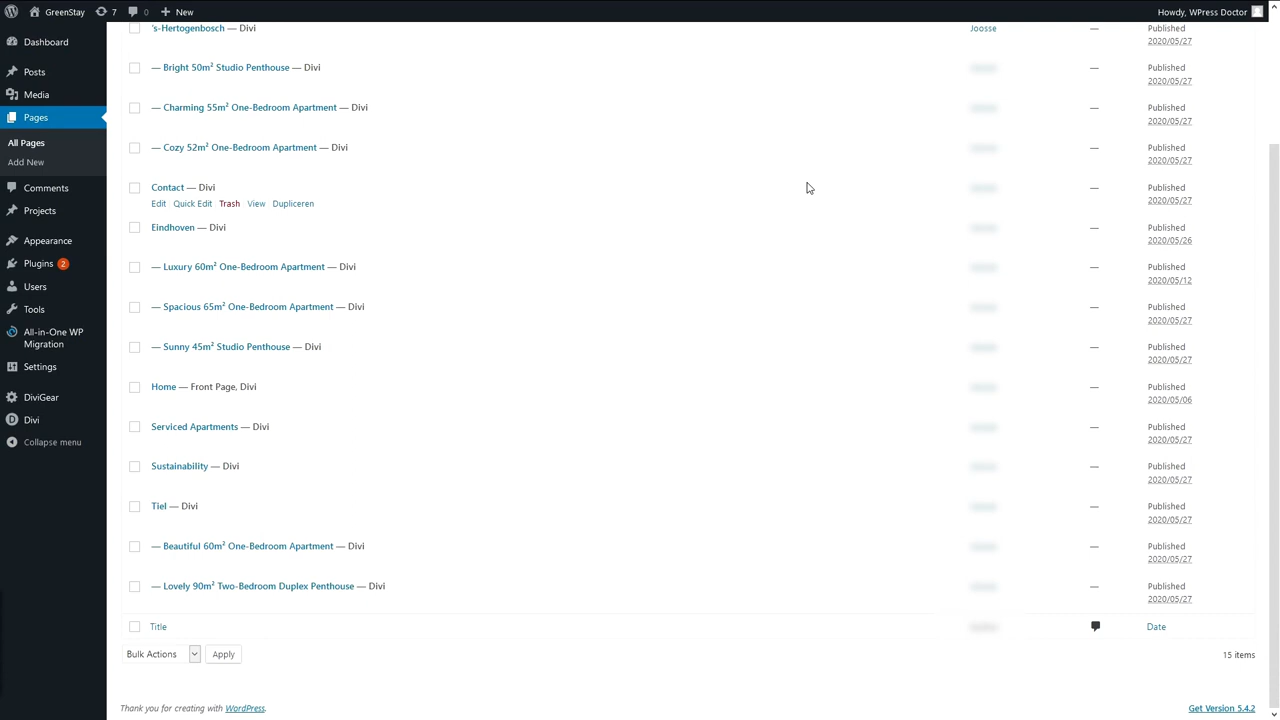 7
0
New
Howdy, WPress Doctor
Dashboard
Media
Pages
All Pages
Add New
Comments
Projects
Appearance
Plugins 2
Users
Tools
All-in-One WP
Migration
Settings
DiviGear
Divi
Collapse menu
's-Hertogenbosch — Divi
Joosse
—
Published
2020/05/27
— Bright 50m² Studio Penthouse — Divi
—
Published
2020/05/27
— Charming 55m² One-Bedroom Apartment — Divi
—
Published
2020/05/27
— Cozy 52m² One-Bedroom Apartment — Divi
—
Published
2020/05/27
Contact — Divi
—
Published
2020/05/27
Edit Quick Edit Trash View Dupliceren
Eindhoven — Divi
—
Published
2020/05/26
— Luxury 60m² One-Bedroom Apartment — Divi
—
Published
2020/05/12
— Spacious 65m² One-Bedroom Apartment — Divi
—
Published
2020/05/27
— Sunny 45m² Studio Penthouse — Divi
—
Published
2020/05/27
Home — Front Page, Divi
—
Published
2020/05/06
Serviced Apartments — Divi
—
Published
2020/05/27
Sustainability — Divi
—
Published
2020/05/27
Tiel — Divi
—
Published
2020/05/27
— Beautiful 60m² One-Bedroom Apartment — Divi
—
Published
2020/05/27
— Lovely 90m² Two-Bedroom Duplex Penthouse — Divi
—
Published
2020/05/27
Title
Date
Bulk Actions
Apply
15 items
Thank you for creating with WordPress.
Get Version 5.4.2